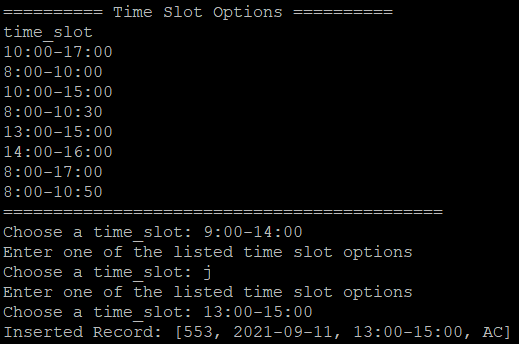 ========== Time Slot Options ==========
time_slot
10:00-17:00
8:00-10:00
10:00-15:00
8:00-10:30
13:00-15:00
14:00-16:00
8:00-17:00
8:00-10:50
============================================
Choose a time_slot: 9:00-14:00
Enter one of the listed time slot options
Choose a time_slot: j
Enter one of the listed time slot options
Choose a time_slot: 13:00-15:00
Inserted Record: [553, 2021-09-11, 13:00-15:00, AC]